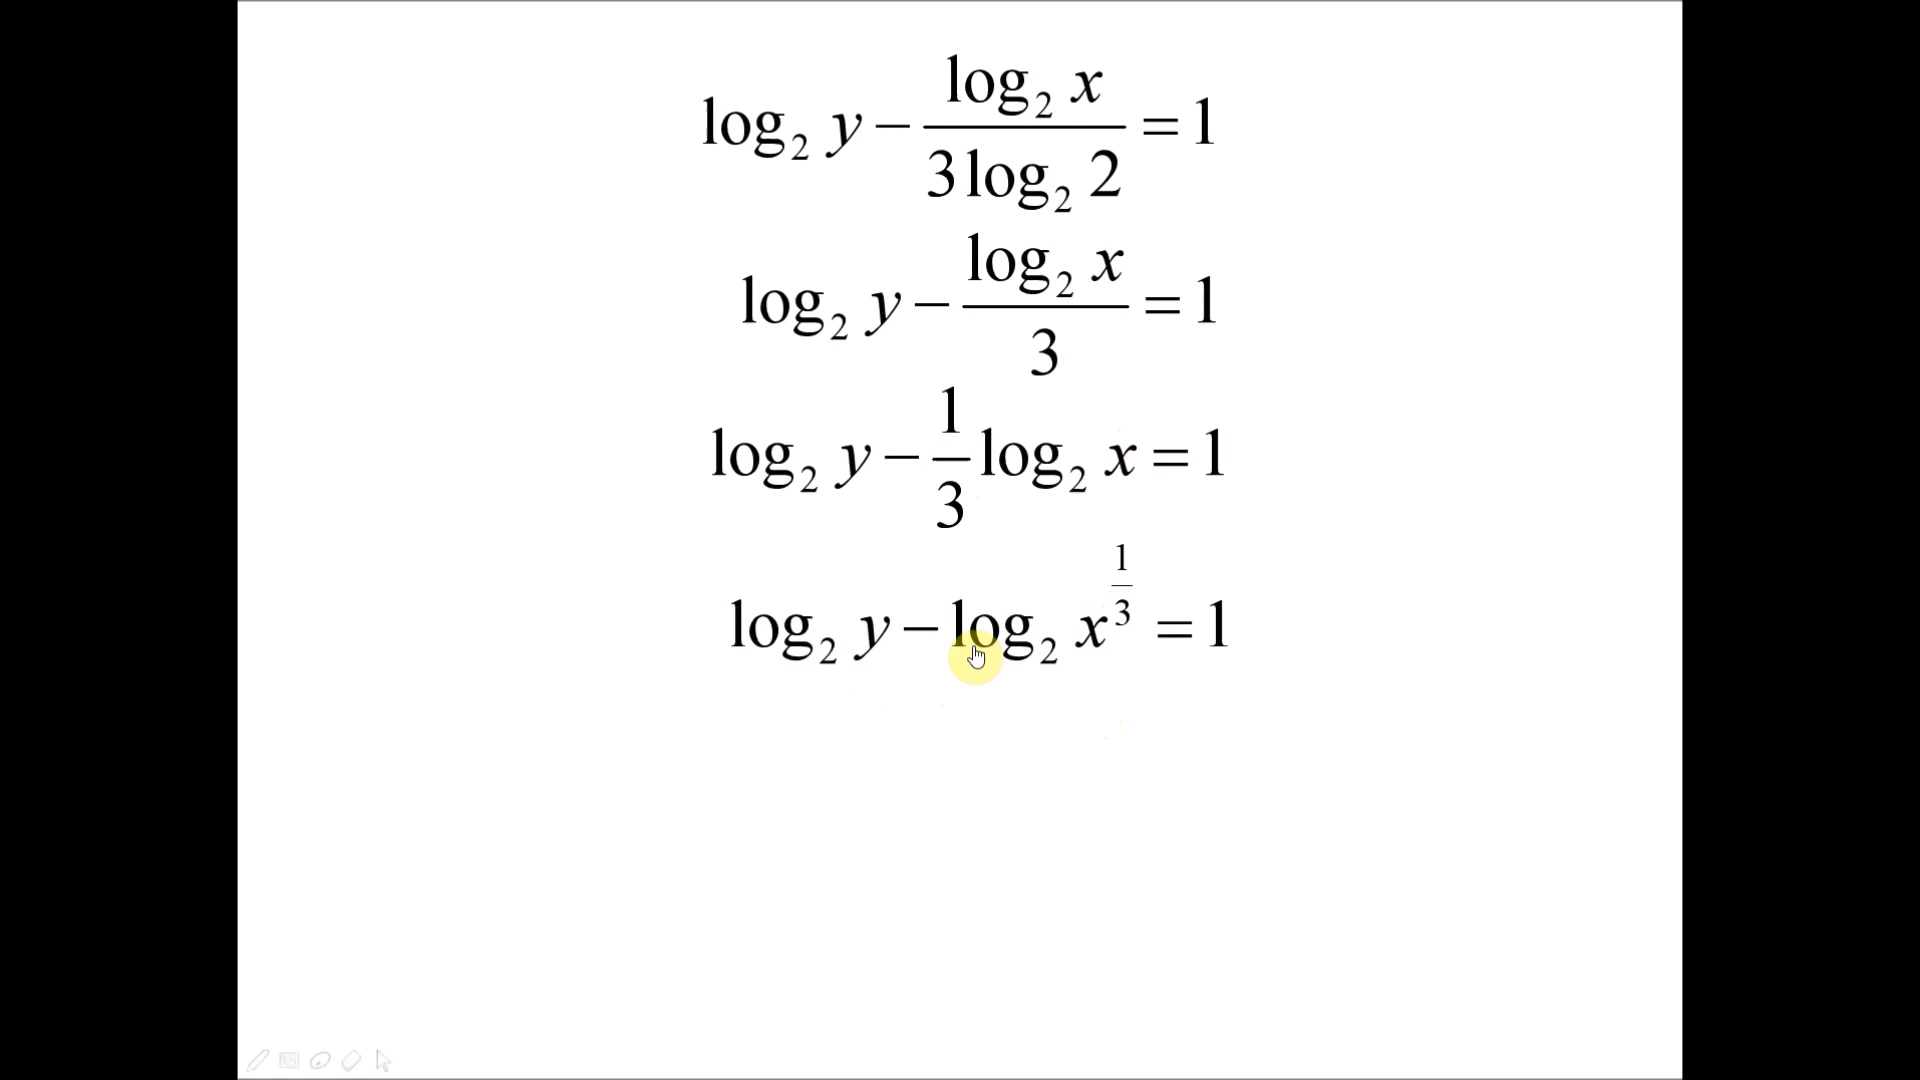 log₂ y − log₂ x / 3 log₂ 2 = 1
log₂ y − log₂ x / 3 = 1
log₂ y − 1/3 log₂ x = 1
log₂ y − log₂ x^(1/3) = 1